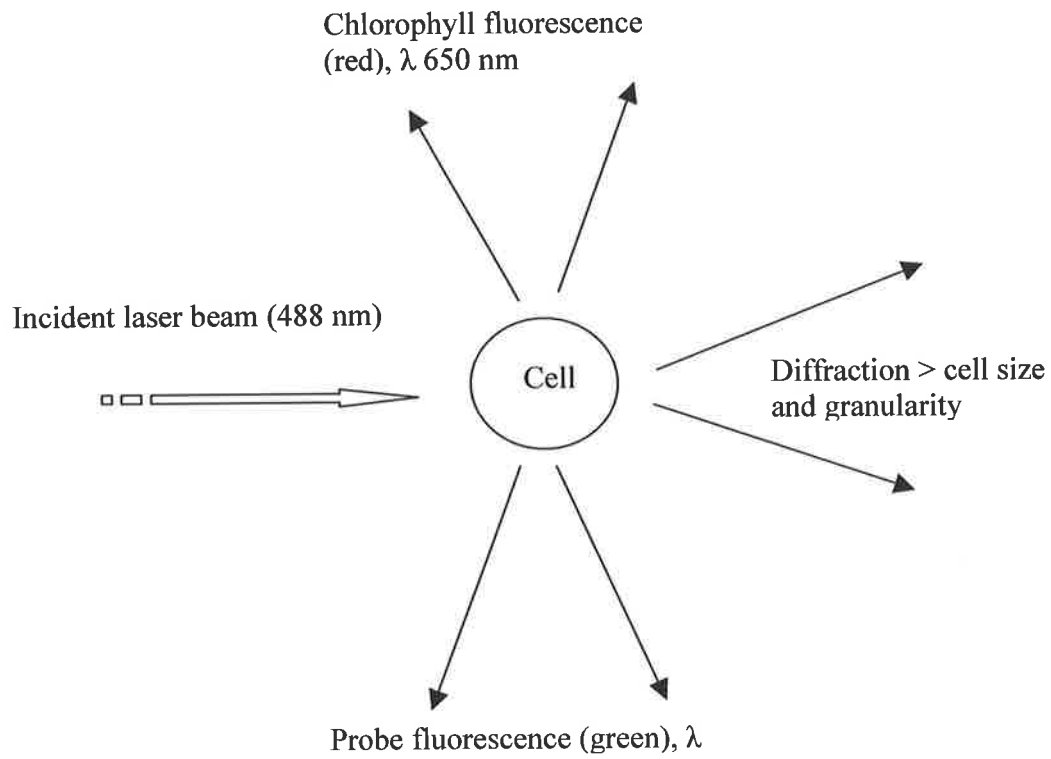 Chlorophyll fluorescence
(red), λ 650 nm
Incident laser beam (488 nm)
Cell
Diffraction > cell size
and granularity
Probe fluorescence (green), λ